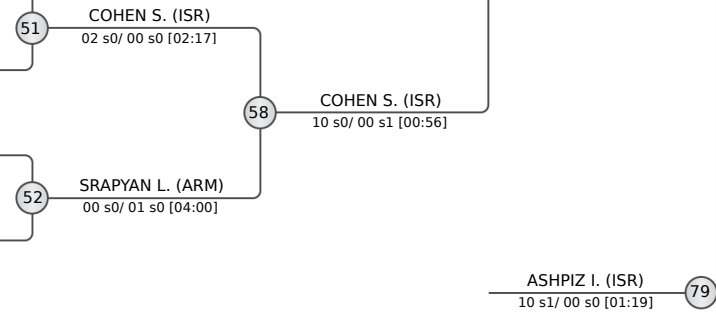 COHEN S. (ISR)
51
02 s0/ 00 s0 [02:17]
COHEN S. (ISR)
58
10 s0/ 00 s1 [00:56]
SRAPYAN L. (ARM)
52
00 s0/ 01 s0 [04:00]
ASHPIZ I. (ISR)
79
10 s1/ 00 s0 [01:19]